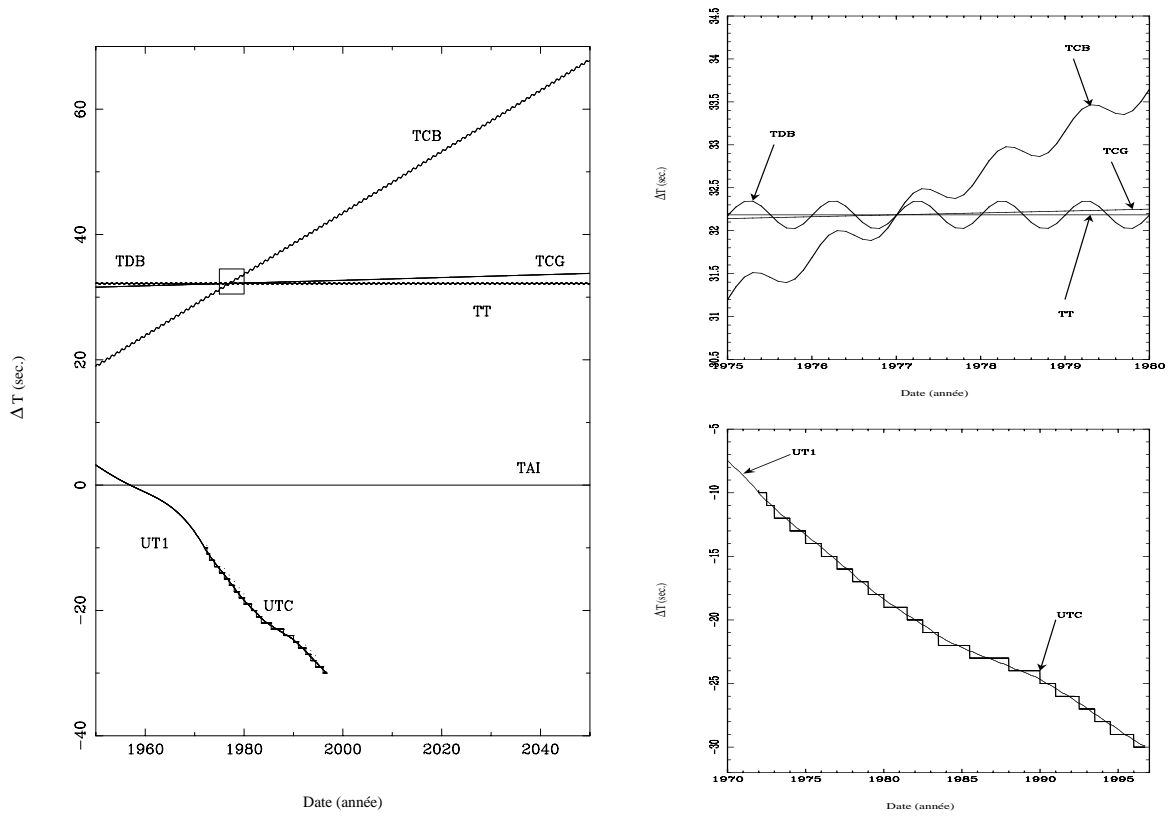 60
40
20
0
−20
−40
1960
1980
2000
2020
2040
Δ T (sec.)
Date (année)
TCB
TDB
TCG
TT
TAI
UT1
UTC
34.5
34
33.5
33
32.5
32
31.5
31
30.5
1975
1976
1977
1978
1979
1980
ΔT (sec.)
Date (année)
TCB
TDB
TCG
TT
−5
−10
−15
−20
−25
−30
1970
1975
1980
1985
1990
1995
ΔT (sec.)
Date (année)
UT1
UTC